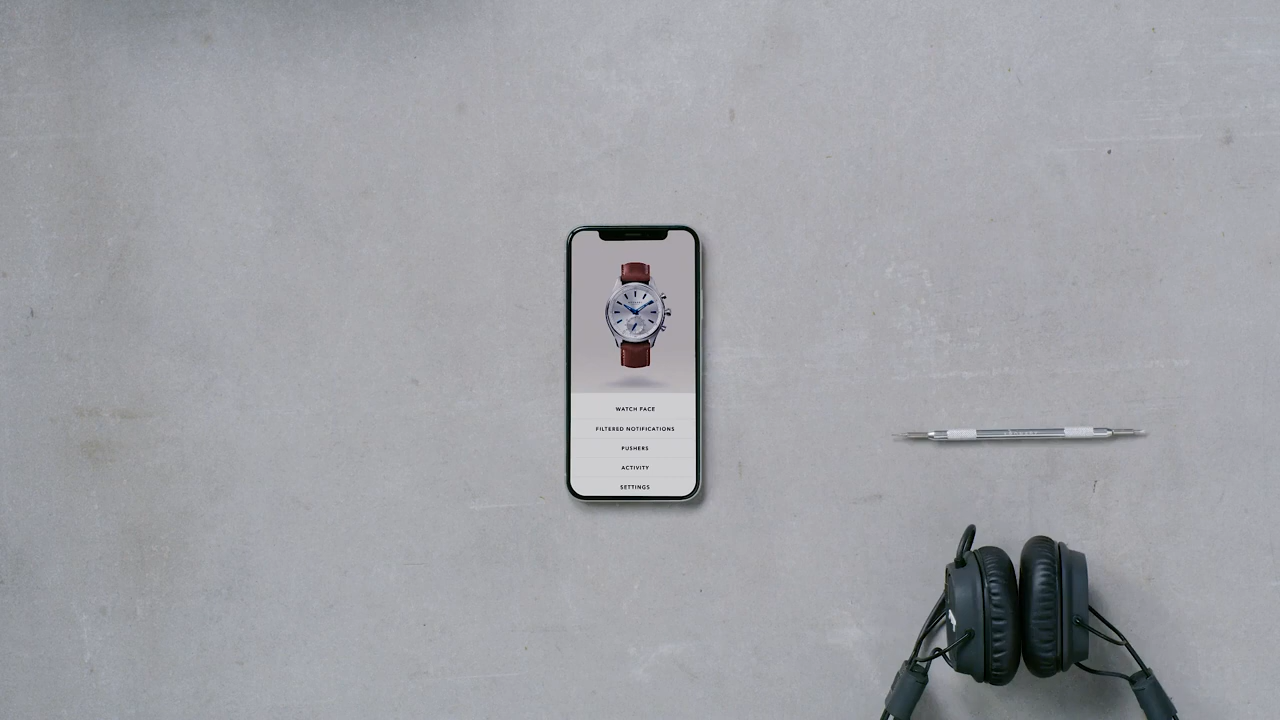 WATCH FACE
FILTERED NOTIFICATIONS
PUSHERS
ACTIVITY
SETTINGS